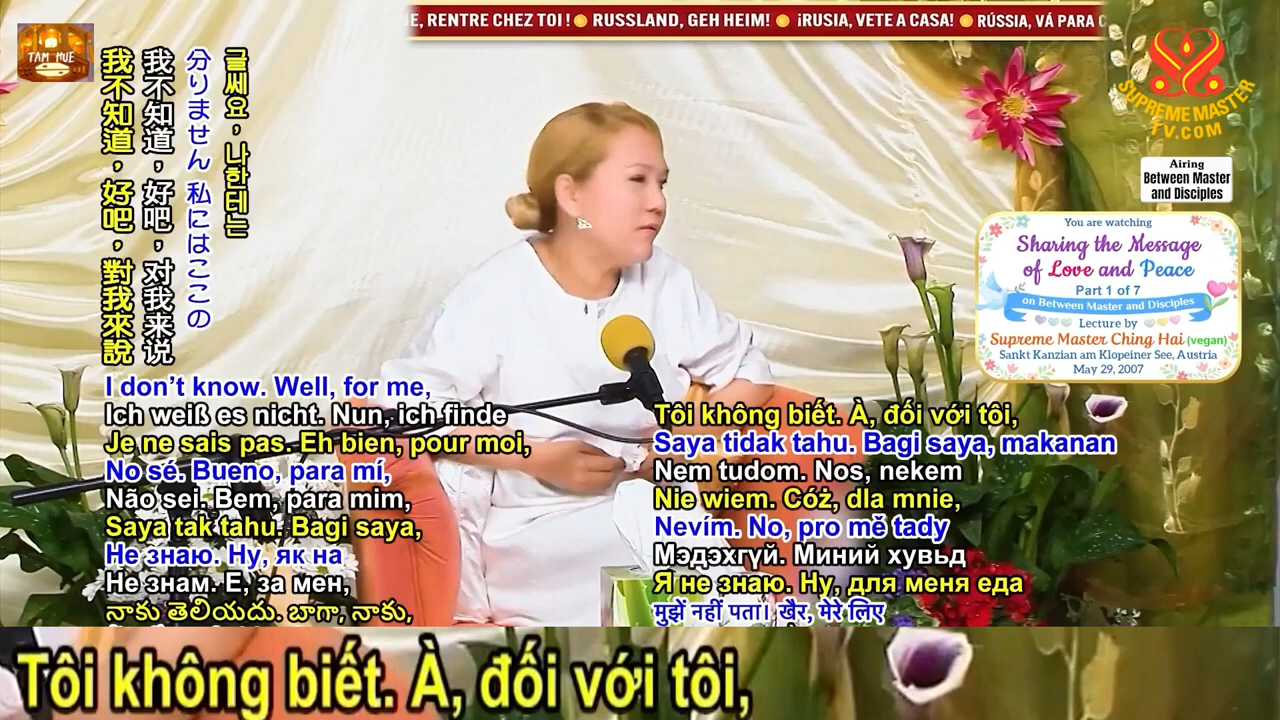 E, RENTRE CHEZ TOI ! RUSSLAND, GEH HEIM! ¡RUSIA, VETE A CASA! RÚSSIA, VÁ PARA
TAM HUE
SUPREME MASTER
TV.COM
Airing
Between Master
and Disciples
You are watching
Sharing the Message
of Love and Peace
Part 1 of 7
on Between Master and Disciples
Lecture by
Supreme Master Ching Hai (vegan)
Sankt Kanzian am Klopeiner See, Austria
May 29, 2007
글쎄요, 나한테는
分りません 私にはここの
我不知道，好吧，对我来说
我不知道，好吧，對我來說
I don’t know. Well, for me,
Ich weiß es nicht. Nun, ich finde
Je ne sais pas. Eh bien, pour moi,
No sé. Bueno, para mí,
Não sei. Bem, para mim,
Saya tak tahu. Bagi saya,
Не знаю. Ну, як на
Не знам. Е, за мен,
నాకు తెలియదు. బాగా, నాకు,
Tôi không biết. À, đối với tôi,
Saya tidak tahu. Bagi saya, makanan
Nem tudom. Nos, nekem
Nie wiem. Cóż, dla mnie,
Nevím. No, pro mě tady
Мэдэхгүй. Миний хувьд
Я не знаю. Ну, для меня еда
मुझें नहीं पता। खैर, मेरे लिए
Tôi không biết. À, đối với tôi,